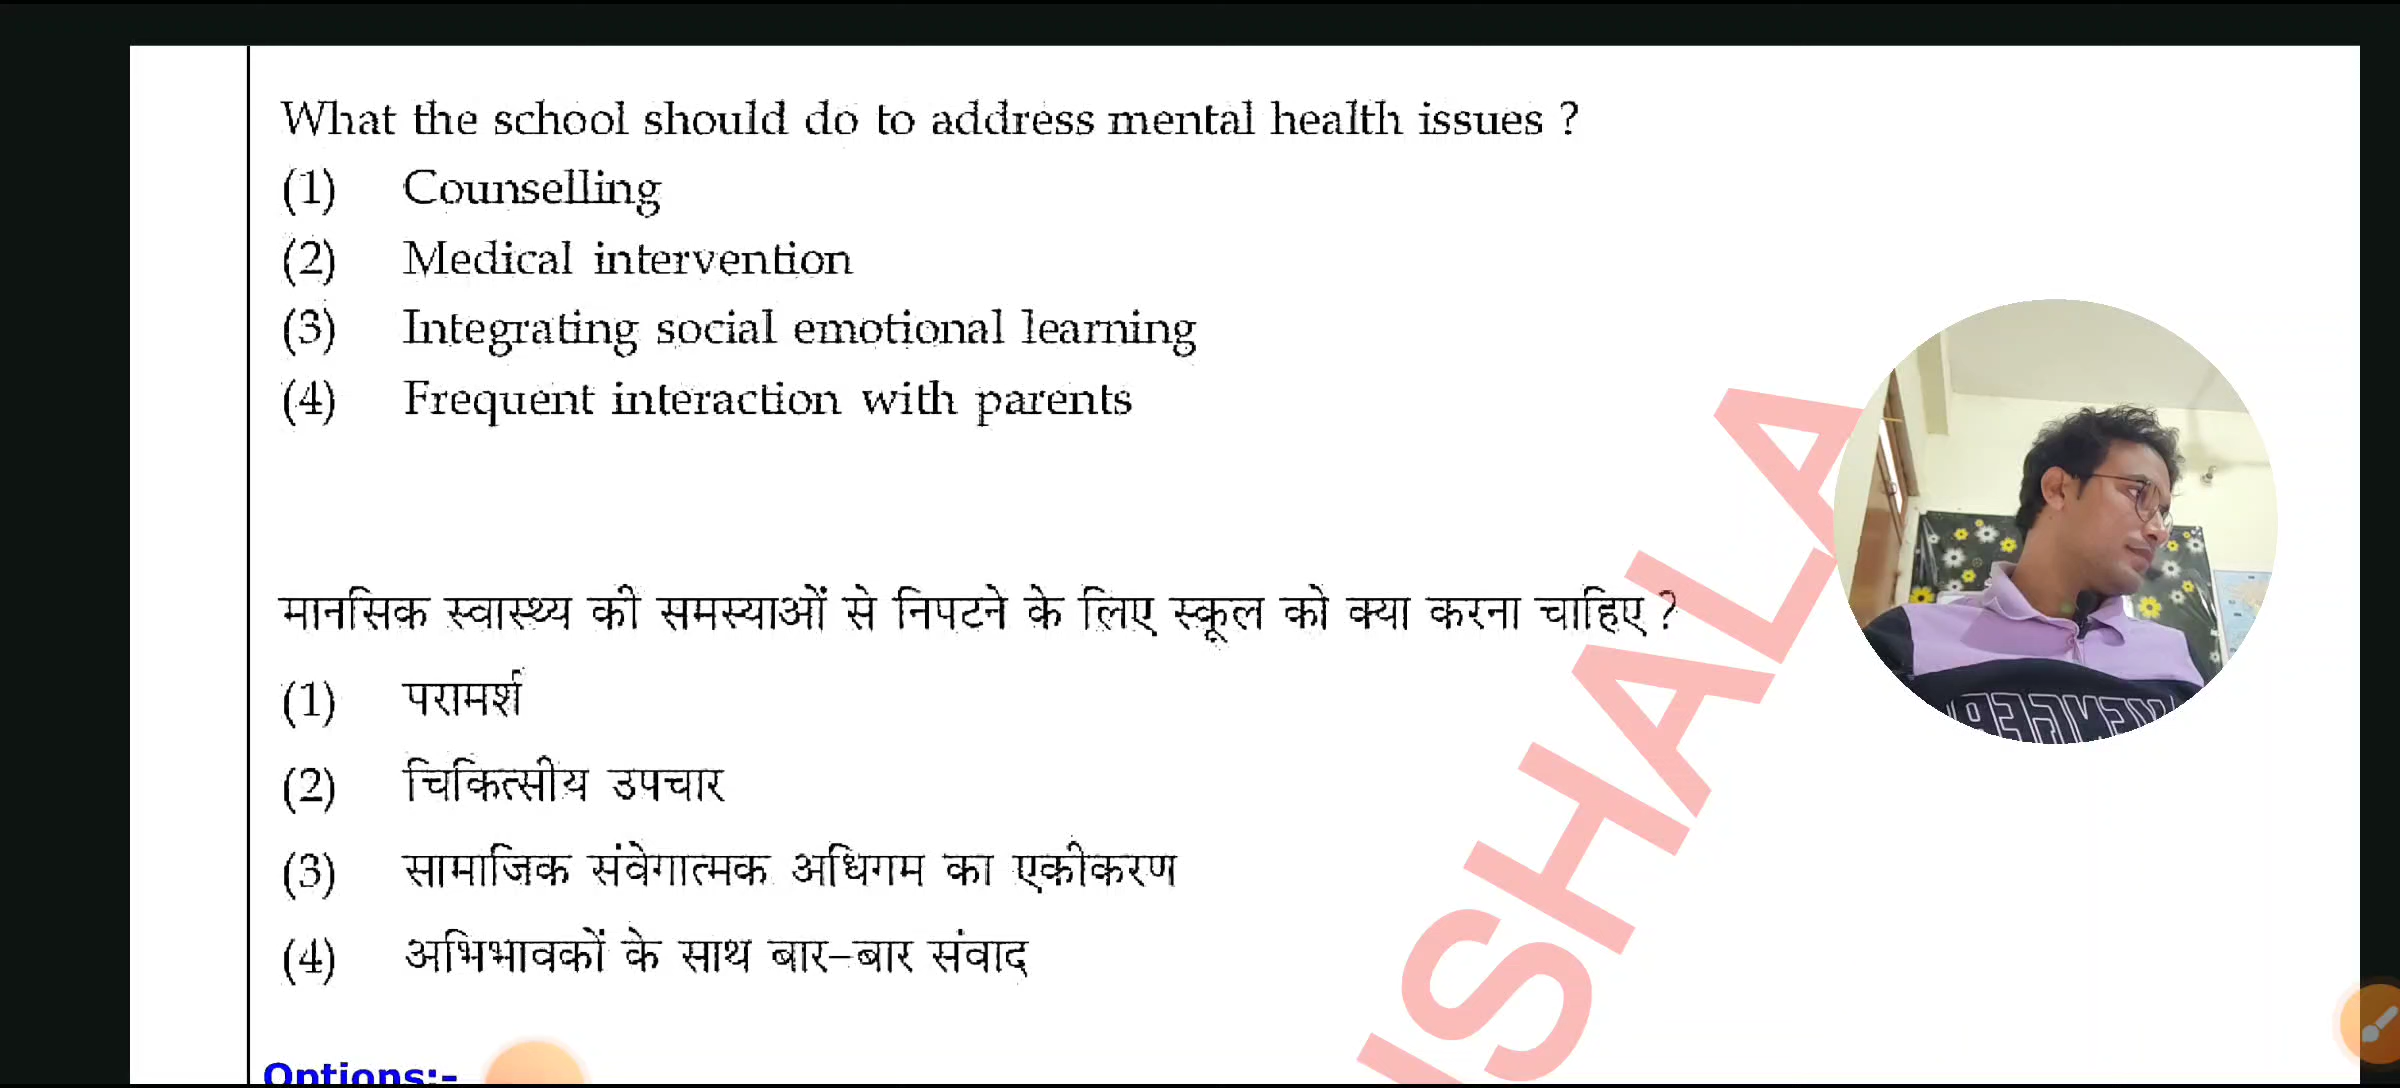 What the school should do to address mental health issues ?
(1) Counselling
(2) Medical intervention
(3) Integrating social emotional learning
(4) Frequent interaction with parents
मानसिक स्वास्थ्य की समस्याओं से निपटने के लिए स्कूल को क्या करना चाहिए ?
(1) परामर्श
(2) चिकित्सीय उपचार
(3) सामाजिक संवेगात्मक अधिगम का एकीकरण
(4) अभिभावकों के साथ बार-बार संवाद
Options:-
ISHALA